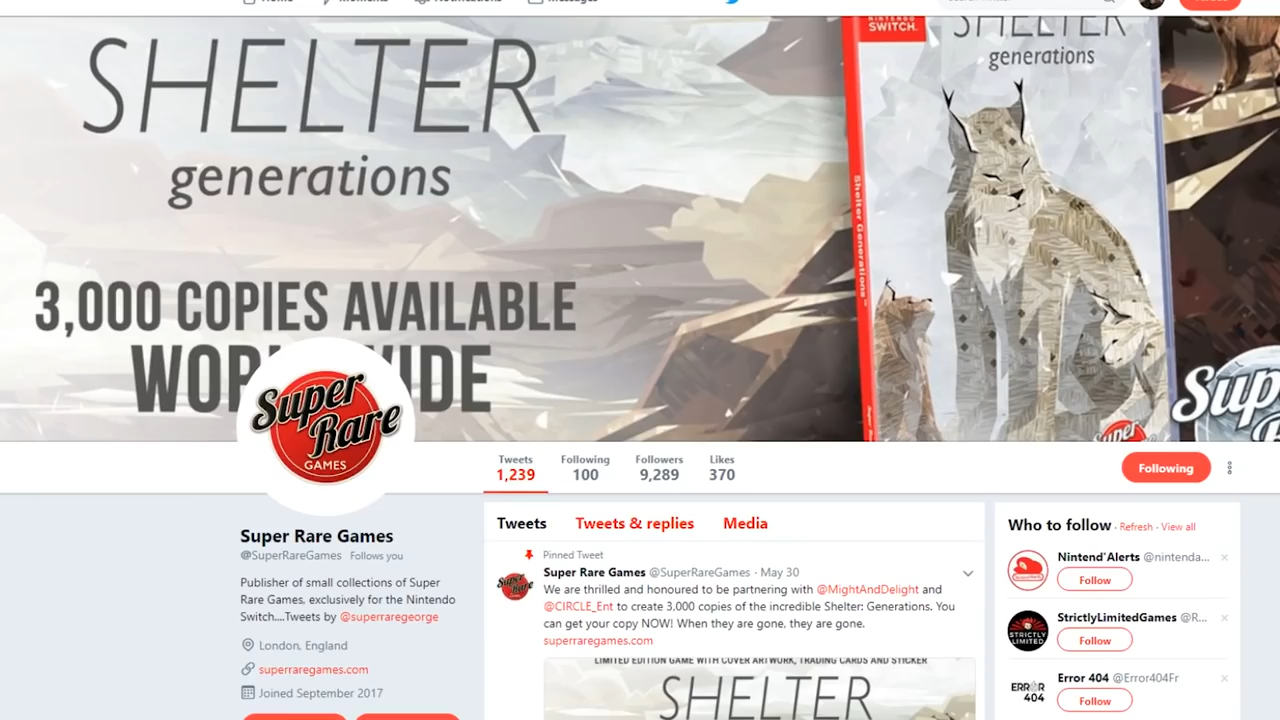 Home Moments Notifications Messages
SHELTER
generations
3,000 COPIES AVAILABLE
NINTENDO
SWITCH
SHELTER
generations
Shelter Generations
Super
Rare
GAMES
Tweets Following Followers Likes
1,239 100 9,289 370
Following
Super Rare Games
@SuperRareGames Follows you
Publisher of small collections of Super
Rare Games, exclusively for the Nintendo
Switch....Tweets by @superraregeorge
London, England
superraregames.com
Joined September 2017
Tweets Tweets & replies Media
Pinned Tweet
Super Rare Games @SuperRareGames · May 30
We are thrilled and honoured to be partnering with @MightAndDelight and
@CIRCLE_Ent to create 3,000 copies of the incredible Shelter: Generations. You
can get your copy NOW! When they are gone, they are gone.
superraregames.com
LIMITED EDITION GAME WITH COVER ARTWORK, TRADING CARDS AND STICKER
SHELTER
Who to follow · Refresh · View all
Nintend'Alerts @nintenda...
Follow
StrictlyLimitedGames @R...
STRICTLY
LIMITED
Follow
Error 404 @Error404Fr
ERROR
404
Follow